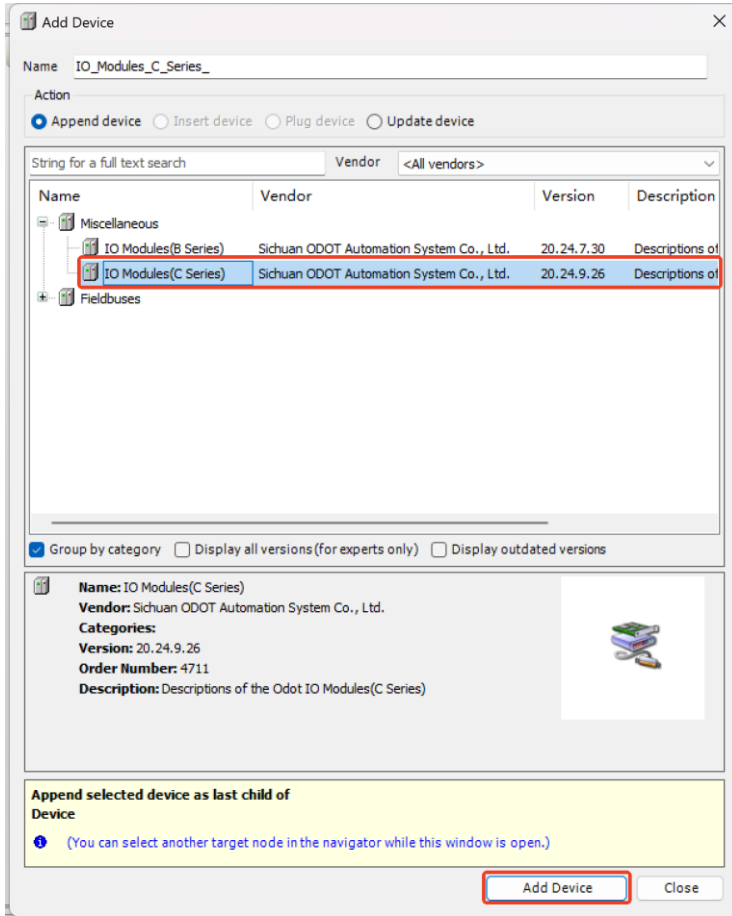 Add Device
Name IO_Modules_C_Series_
Action
Append device Insert device Plug device Update device
String for a full text search Vendor <All vendors>
Name Vendor Version Description
Miscellaneous
IO Modules(B Series) Sichuan ODOT Automation System Co., Ltd. 20.24.7.30 Descriptions of
IO Modules(C Series) Sichuan ODOT Automation System Co., Ltd. 20.24.9.26 Descriptions of
Fieldbuses
Group by category Display all versions(for experts only) Display outdated versions
Name: IO Modules(C Series)
Vendor: Sichuan ODOT Automation System Co., Ltd.
Categories:
Version: 20.24.9.26
Order Number: 4711
Description: Descriptions of the Odot IO Modules(C Series)
Append selected device as last child of
Device
(You can select another target node in the navigator while this window is open.)
Add Device Close